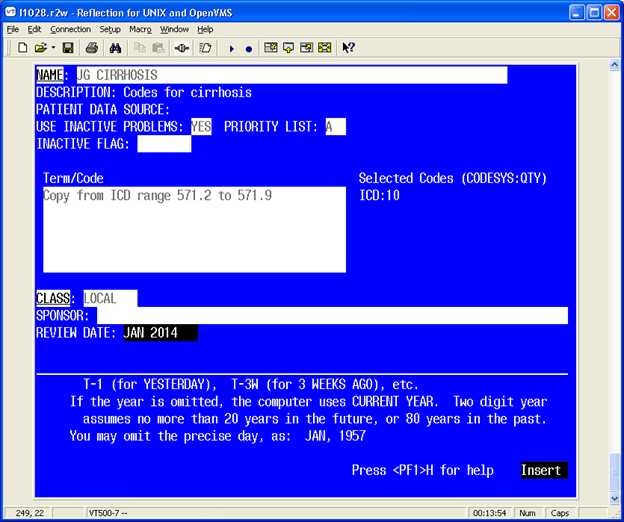 I1028.r2w - Reflection for UNIX and OpenVMS
File Edit Connection Setup Macro Window Help
NAME: JG CIRRHOSIS
DESCRIPTION: Codes for cirrhosis
PATIENT DATA SOURCE:
USE INACTIVE PROBLEMS: YES PRIORITY LIST: A
INACTIVE FLAG:
Term/Code Selected Codes (CODESYS:QTY)
Copy from ICD range 571.2 to 571.9 ICD:10
CLASS: LOCAL
SPONSOR:
REVIEW DATE: JAN 2014
T-1 (for YESTERDAY), T-3W (for 3 WEEKS AGO), etc.
If the year is omitted, the computer uses CURRENT YEAR. Two digit year
assumes no more than 20 years in the future, or 80 years in the past.
You may omit the precise day, as: JAN, 1957
Press <PF1>H for help Insert
249, 22 VT500-7 -- 00:13:54 Num Caps